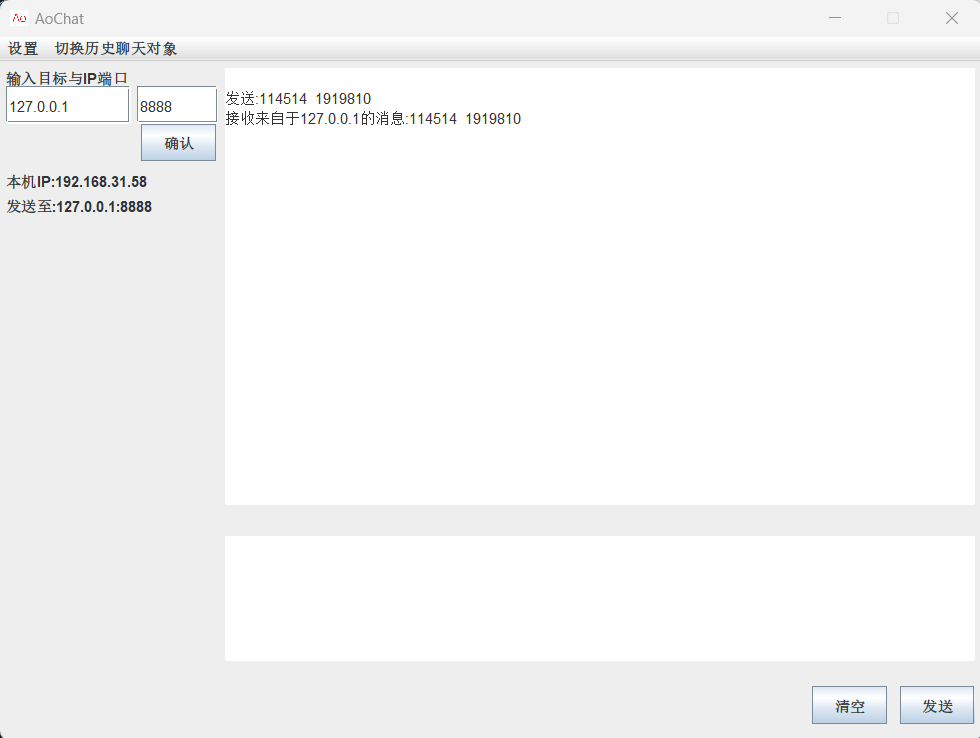 Ao AoChat
设置 切换历史聊天对象
输入目标与IP端口
127.0.0.1 8888
确认
本机IP:192.168.31.58
发送至:127.0.0.1:8888
发送:114514 1919810
接收来自于127.0.0.1的消息:114514 1919810
清空 发送